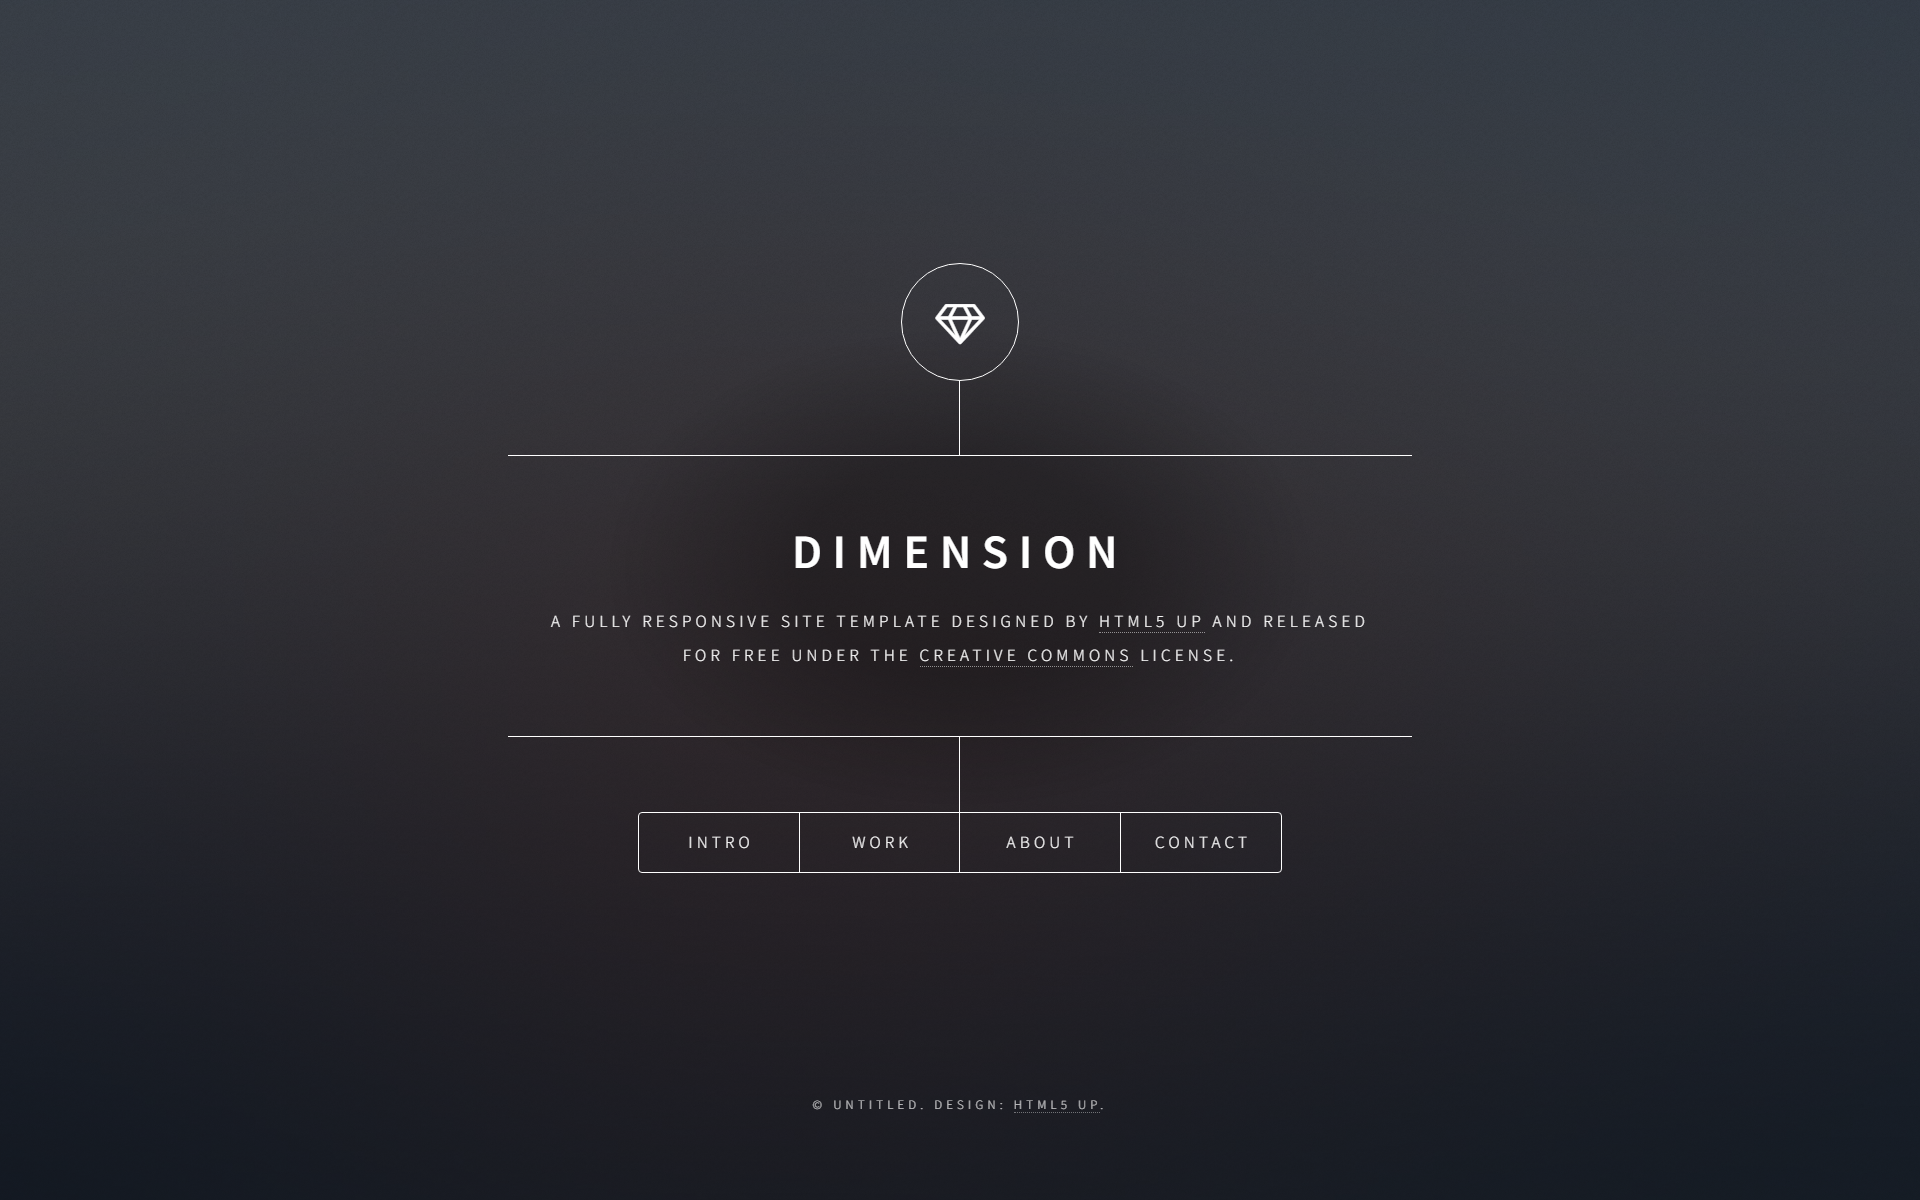 DIMENSION
A FULLY RESPONSIVE SITE TEMPLATE DESIGNED BY HTML5 UP AND RELEASED
FOR FREE UNDER THE CREATIVE COMMONS LICENSE.
INTRO
WORK
ABOUT
CONTACT
© UNTITLED. DESIGN: HTML5 UP.